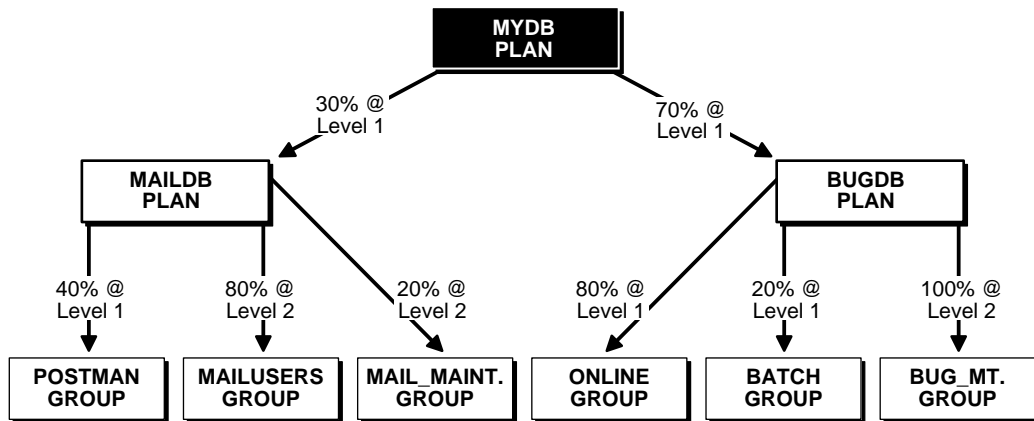 MYDB
PLAN
30% @
Level 1
70% @
Level 1
MAILDB
PLAN
BUGDB
PLAN
40% @
Level 1
80% @
Level 2
20% @
Level 2
80% @
Level 1
20% @
Level 1
100% @
Level 2
POSTMAN
GROUP
MAILUSERS
GROUP
MAIL_MAINT.
GROUP
ONLINE
GROUP
BATCH
GROUP
BUG_MT.
GROUP